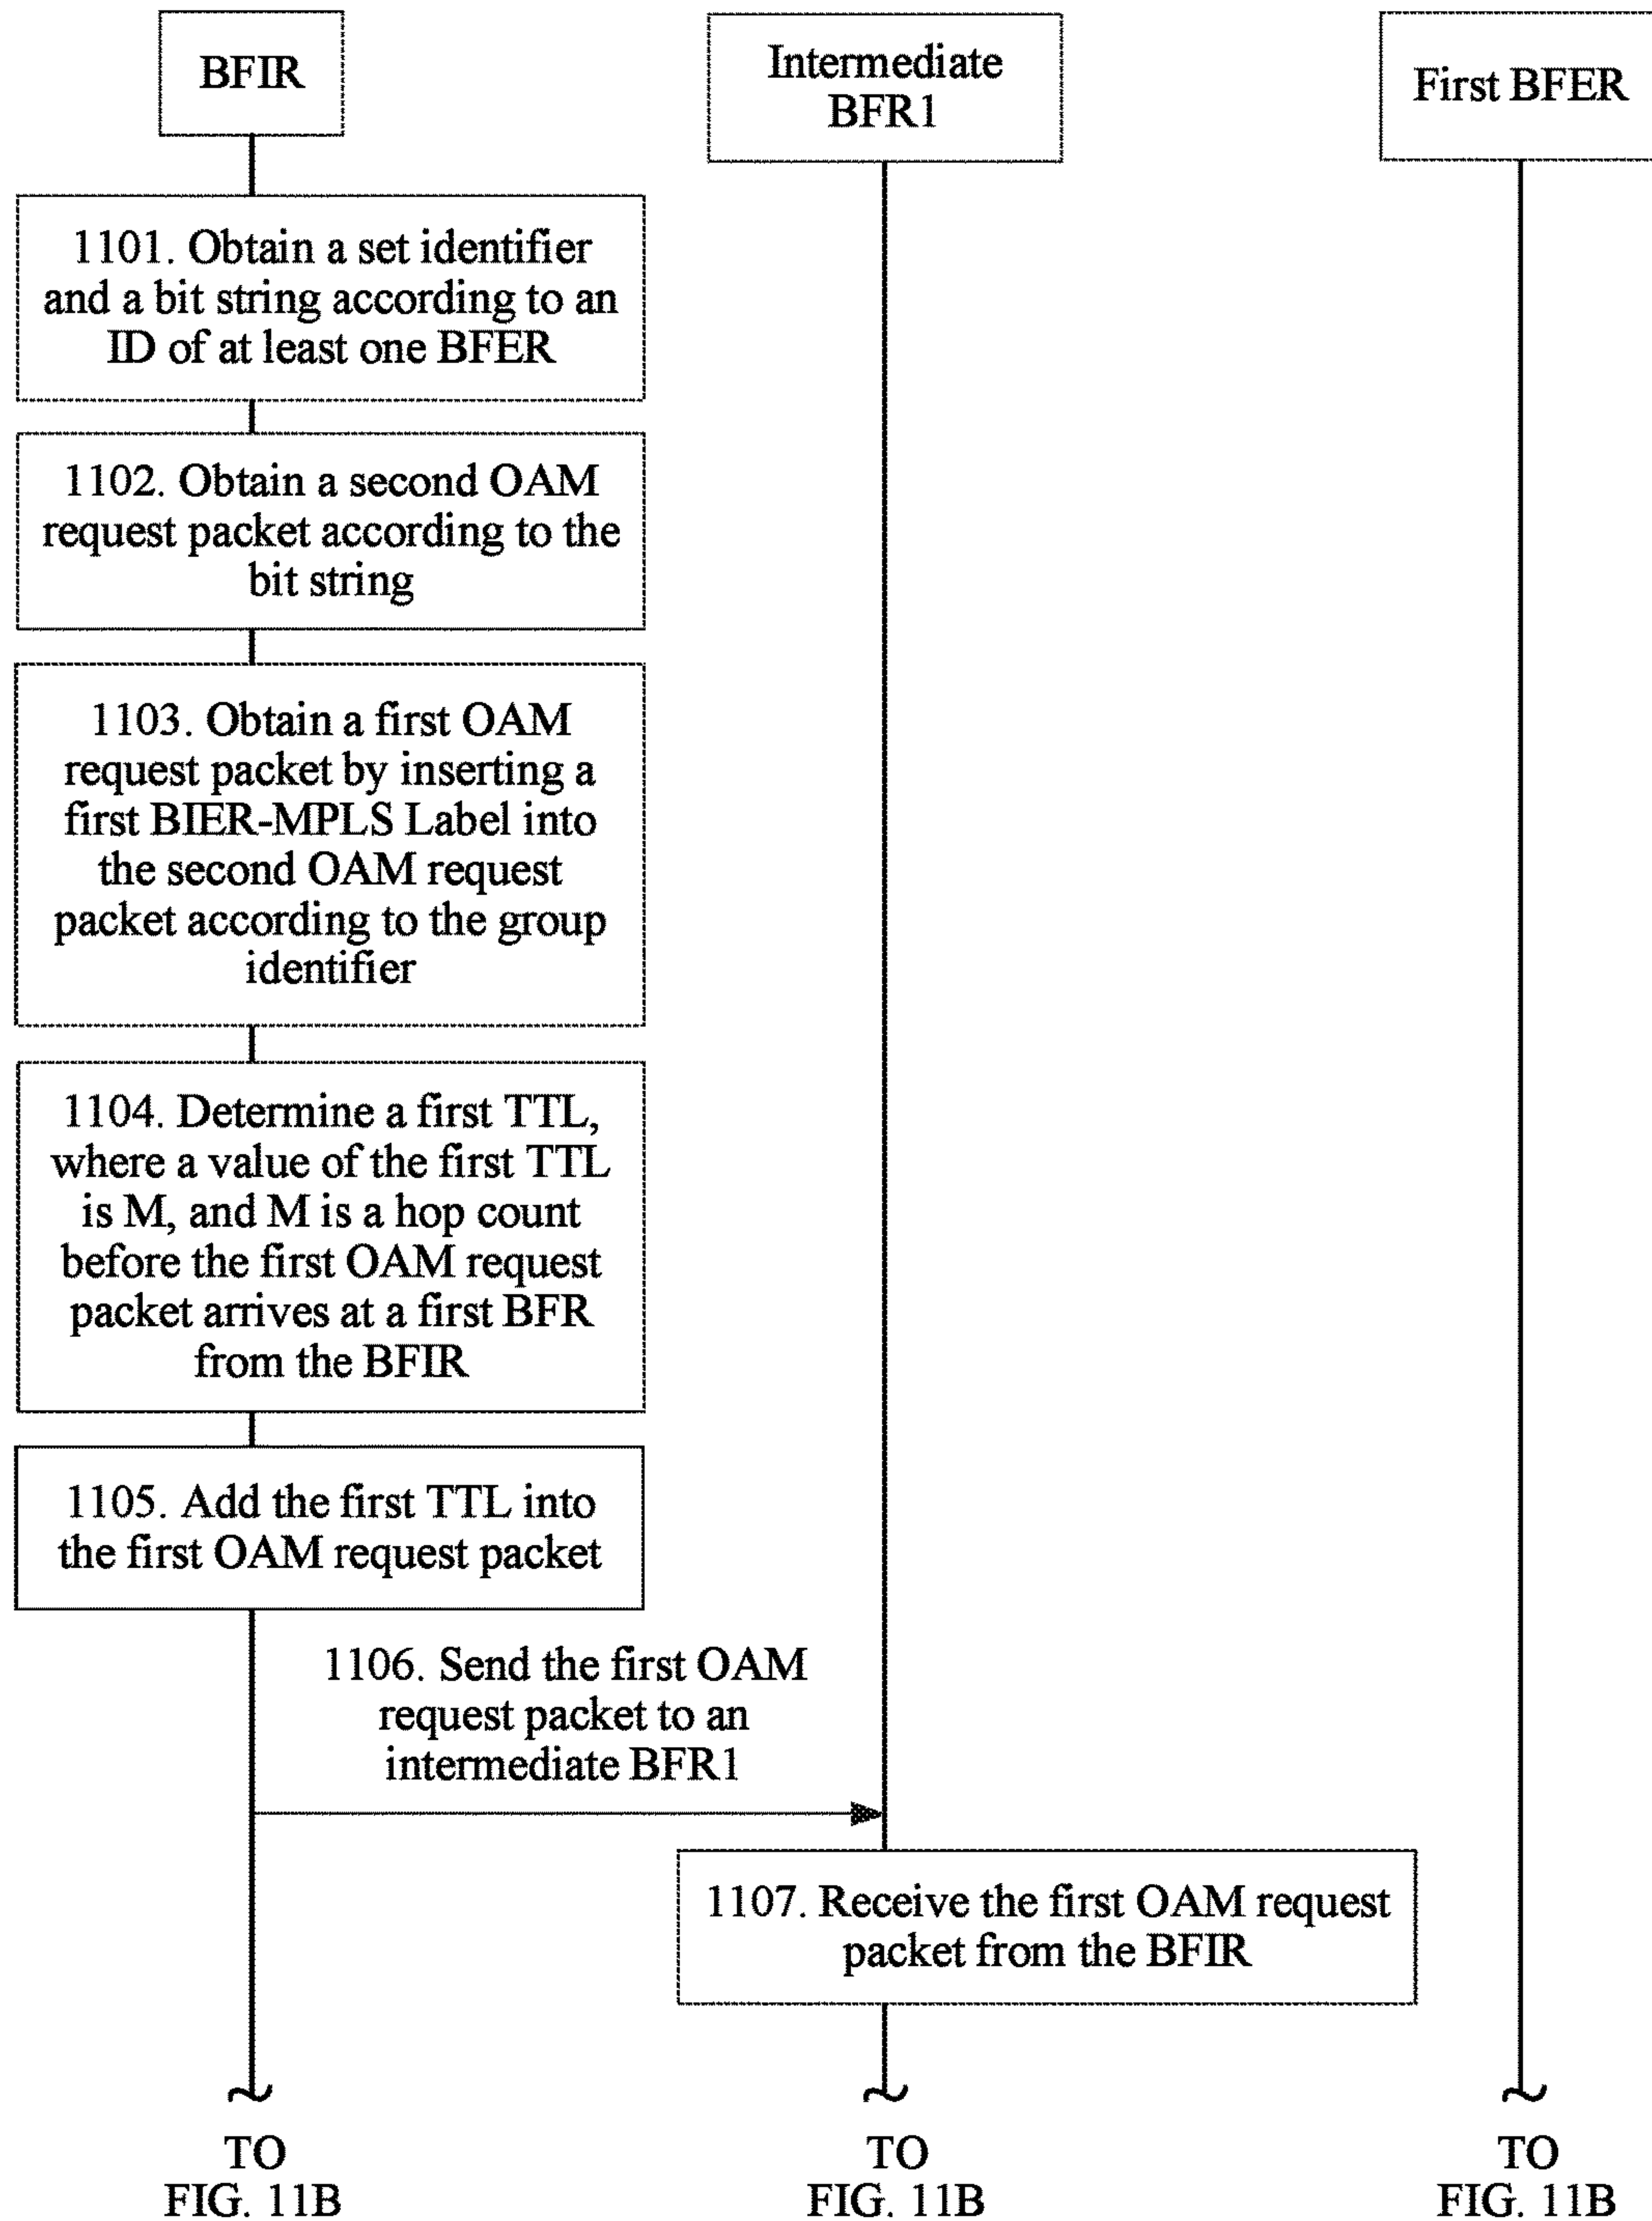 BFIR
Intermediate
BFR1
First BFER
1101. Obtain a set identifier
and a bit string according to an
ID of at least one BFER
1102. Obtain a second OAM
request packet according to the
bit string
1103. Obtain a first OAM
request packet by inserting a
first BIER-MPLS Label into
the second OAM request
packet according to the group
identifier
1104. Determine a first TTL,
where a value of the first TTL
is M, and M is a hop count
before the first OAM request
packet arrives at a first BFR
from the BFIR
1105. Add the first TTL into
the first OAM request packet
1106. Send the first OAM
request packet to an
intermediate BFR1
1107. Receive the first OAM request
packet from the BFIR
TO
FIG. 11B
TO
FIG. 11B
TO
FIG. 11B